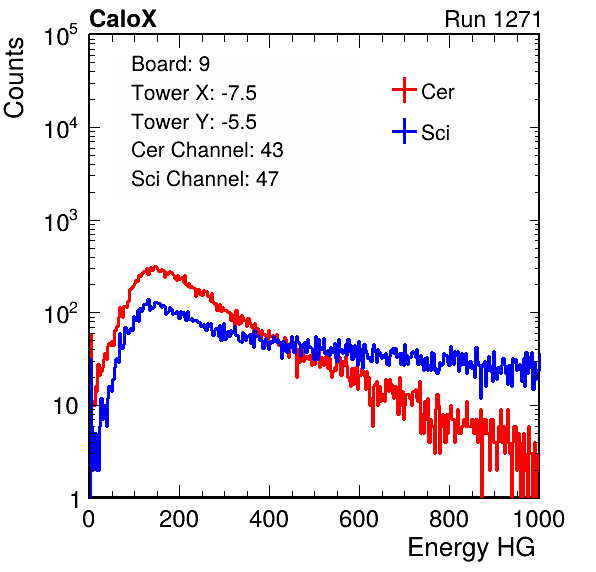 CaloX Run 1271
Counts
10^5
10^4
10^3
10^2
10
1
Board: 9
Tower X: -7.5
Tower Y: -5.5
Cer Channel: 43
Sci Channel: 47
Cer
Sci
0 200 400 600 800 1000
Energy HG